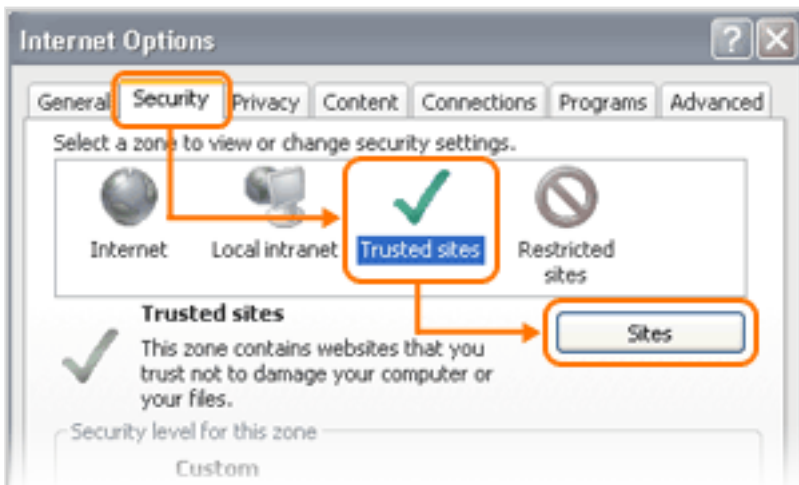 Internet Options
General Security Privacy Content Connections Programs Advanced
Select a zone to view or change security settings.
Internet Local intranet Trusted sites Restricted sites
Trusted sites
Sites
This zone contains websites that you
trust not to damage your computer or
your files.
Security level for this zone
Custom